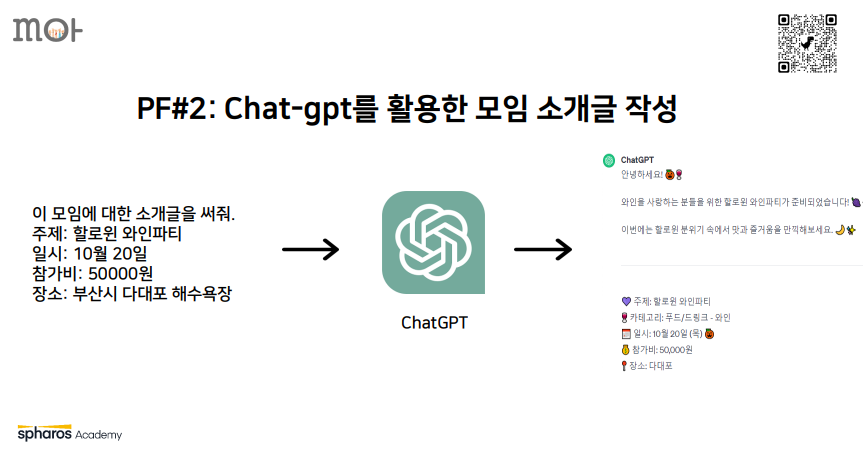 모아
PF#2: Chat-gpt를 활용한 모임 소개글 작성
이 모임에 대한 소개글을 써줘.
주제: 할로윈 와인파티
일시: 10월 20일
참가비: 50000원
장소: 부산시 다대포 해수욕장
ChatGPT
ChatGPT
안녕하세요! 🎃🍷
와인을 사랑하는 분들을 위한 할로윈 와인파티가 준비되었습니다! 🍇
이번에는 할로윈 분위기 속에서 맛과 즐거움을 만끽해보세요. 🌙✨
💜 주제: 할로윈 와인파티
🍷 카테고리: 푸드/드링크 - 와인
📅 일시: 10월 20일 (목) 🎃
💰 참가비: 50,000원
📍 장소: 다대포
spharos Academy